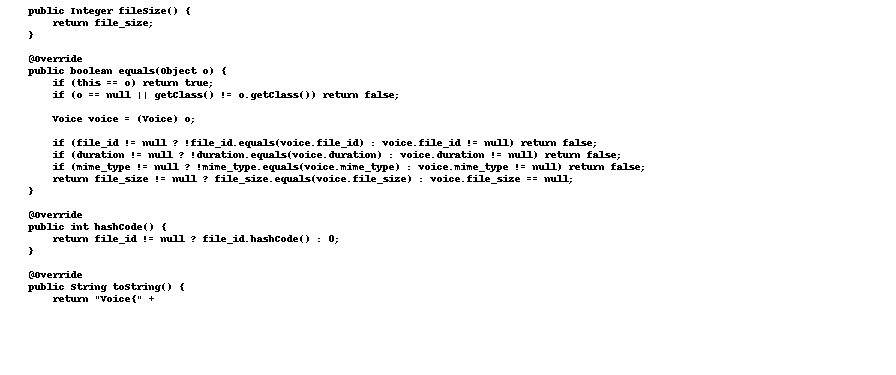 public Integer fileSize() {
return file_size;
}
@Override
public boolean equals(Object o) {
if (this == o) return true;
if (o == null || getClass() != o.getClass()) return false;
Voice voice = (Voice) o;
if (file_id != null ? !file_id.equals(voice.file_id) : voice.file_id != null) return false;
if (duration != null ? !duration.equals(voice.duration) : voice.duration != null) return false;
if (mime_type != null ? !mime_type.equals(voice.mime_type) : voice.mime_type != null) return false;
return file_size != null ? file_size.equals(voice.file_size) : voice.file_size == null;
}
@Override
public int hashCode() {
return file_id != null ? file_id.hashCode() : 0;
}
@Override
public String toString() {
return "Voice{" +